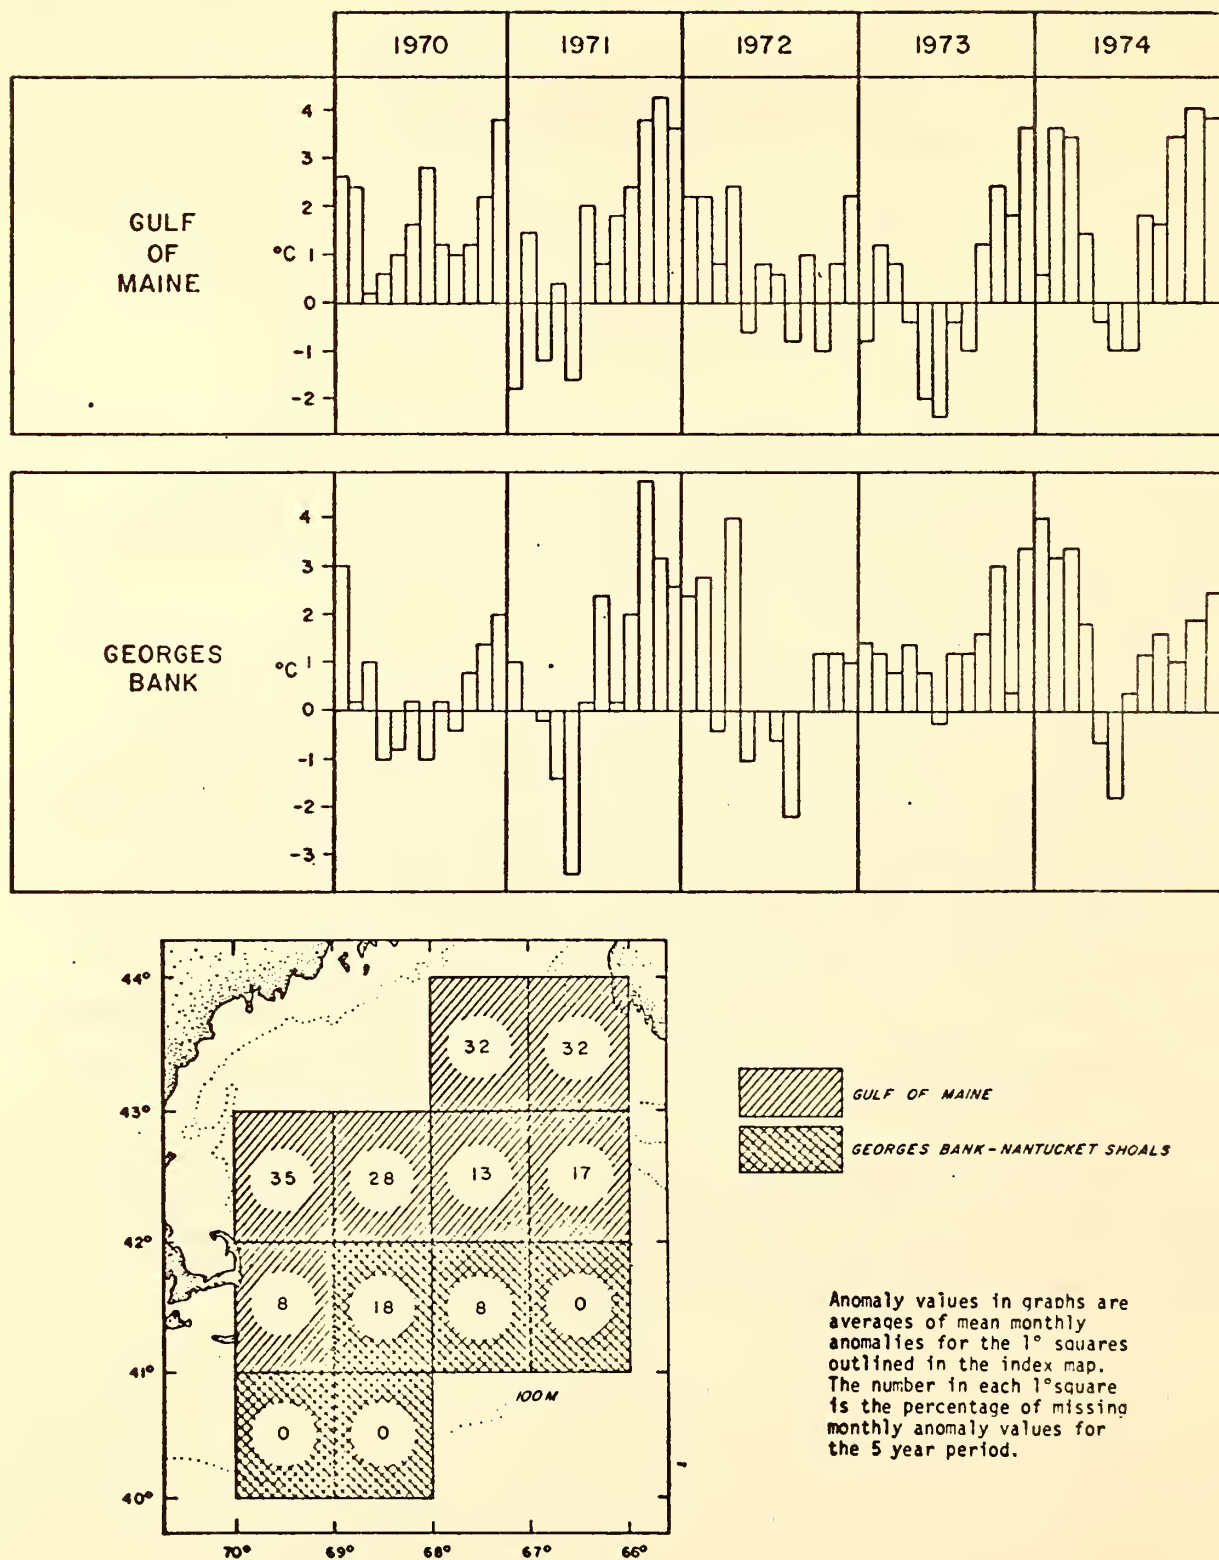 1970 1971 1972 1973 1974
GULF
OF
MAINE
°C
4
3
2
1
0
-1
-2
GEORGES
BANK
°C
4
3
2
1
0
-1
-2
-3
44°
43°
42°
41°
40°
32 32
35 28 13 17
8 18 8 0
0 0
100 M
70° 69° 68° 67° 66°
GULF OF MAINE
GEORGES BANK-NANTUCKET SHOALS
Anomaly values in graphs are
averages of mean monthly
anomalies for the 1° squares
outlined in the index map.
The number in each 1°square
is the percentage of missing
monthly anomaly values for
the 5 year period.